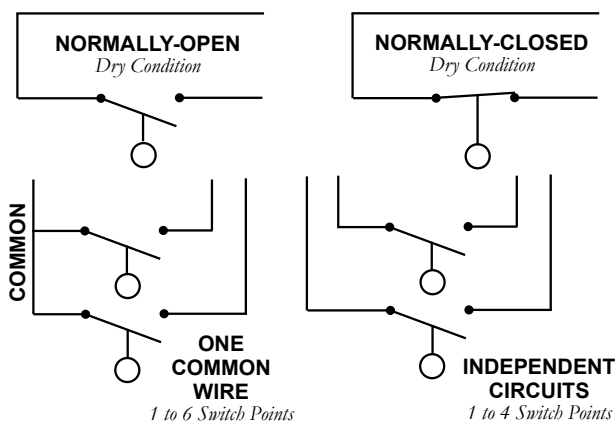 NORMALLY-OPEN
Dry Condition
NORMALLY-CLOSED
Dry Condition
COMMON
ONE
COMMON
WIRE
1 to 6 Switch Points
INDEPENDENT
CIRCUITS
1 to 4 Switch Points